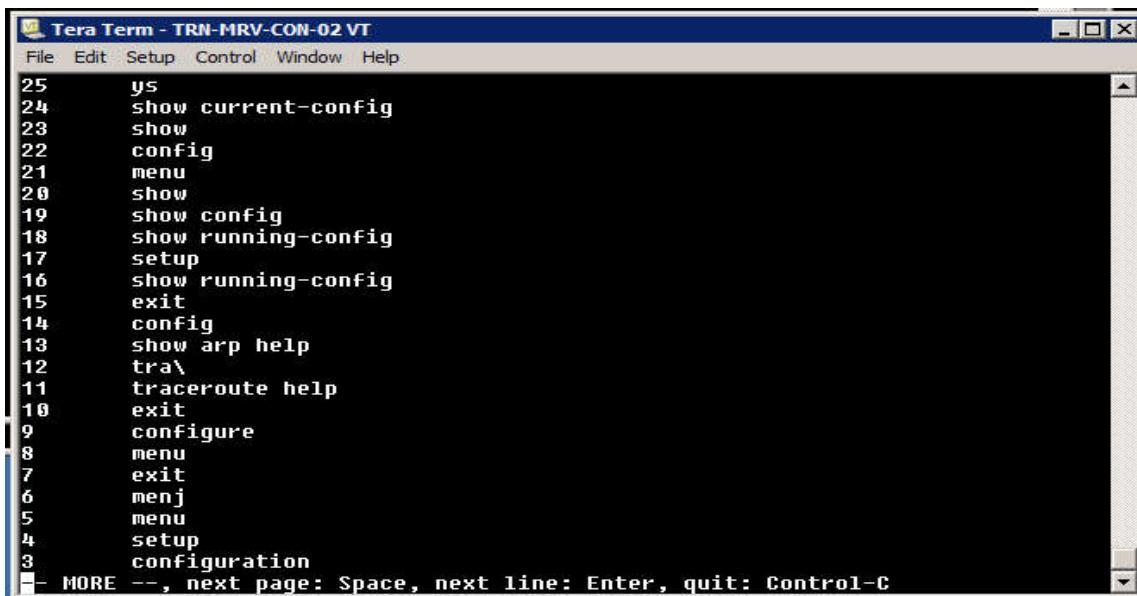 Tera Term - TRN-MRV-CON-02 VT
File Edit Setup Control Window Help
25 ys
24 show current-config
23 show
22 config
21 menu
20 show
19 show config
18 show running-config
17 setup
16 show running-config
15 exit
14 config
13 show arp help
12 tra\
11 traceroute help
10 exit
9 configure
8 menu
7 exit
6 menj
5 menu
4 setup
3 configuration
-- MORE --, next page: Space, next line: Enter, quit: Control-C